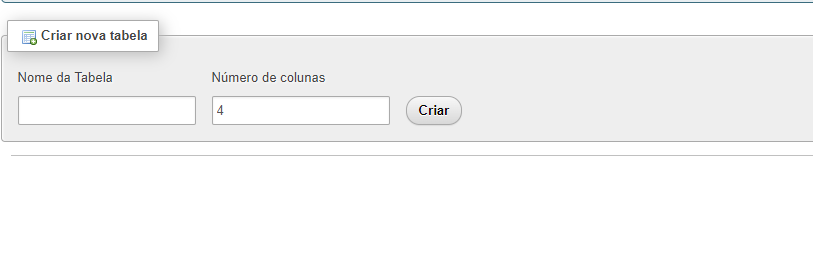 Criar nova tabela
Nome da Tabela Número de colunas
4 Criar